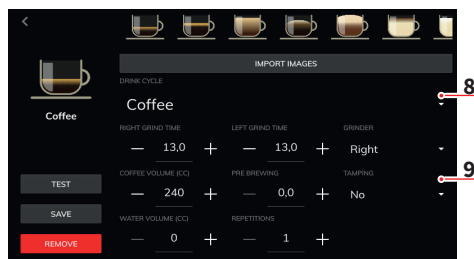 IMPORT IMAGES
8
DRINK CYCLE
Coffee
Coffee
RIGHT GRIND TIME LEFT GRIND TIME GRINDER
— 13,0 + — 13,0 + Right
9
COFFEE VOLUME (CC) PRE BREWING TAMPING
TEST
— 240 + — 0,0 + No
SAVE
WATER VOLUME (CC) REPETITIONS
REMOVE
— 0 + — 1 +